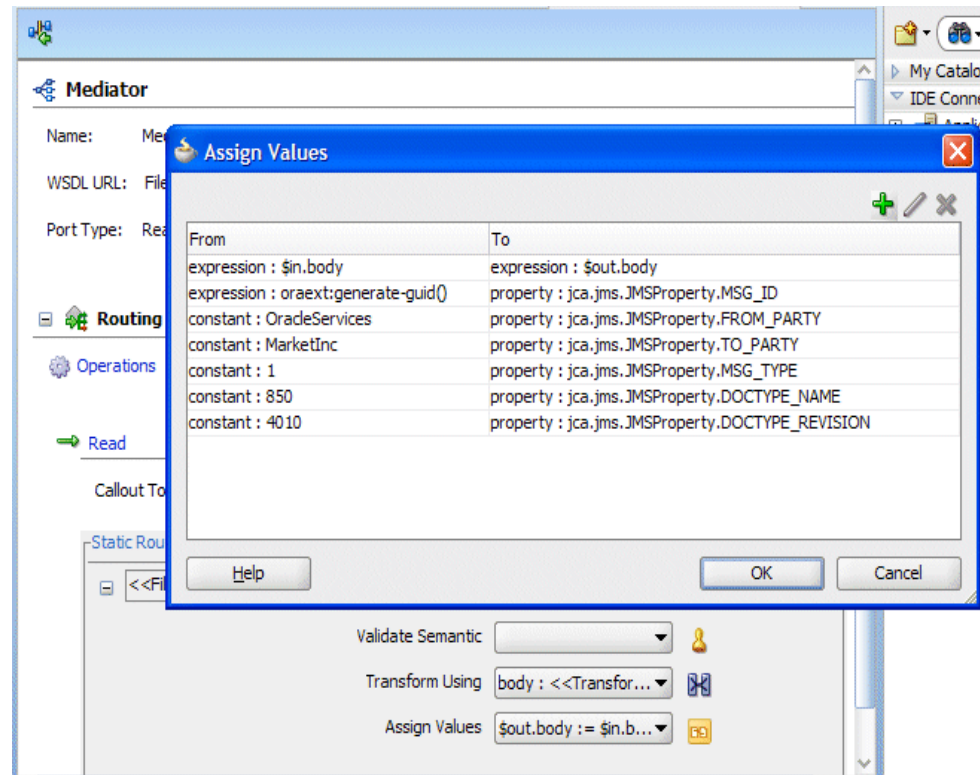 My Catalo
Mediator
IDE Conne
Name:
WSDL URL: File
Port Type: Rea
Assign Values
From To
expression : $in.body expression : $out.body
expression : oraext:generate-guid() property : jca.jms.JMSProperty.MSG_ID
constant : OracleServices property : jca.jms.JMSProperty.FROM_PARTY
constant : MarketInc property : jca.jms.JMSProperty.TO_PARTY
constant : 1 property : jca.jms.JMSProperty.MSG_TYPE
constant : 850 property : jca.jms.JMSProperty.DOCTYPE_NAME
constant : 4010 property : jca.jms.JMSProperty.DOCTYPE_REVISION
Help OK Cancel
Routing
Operations
Read
Callout To
Static Rou
<<Fil
Validate Semantic
Transform Using body : <<Transfor...
Assign Values $out.body := $in.b...